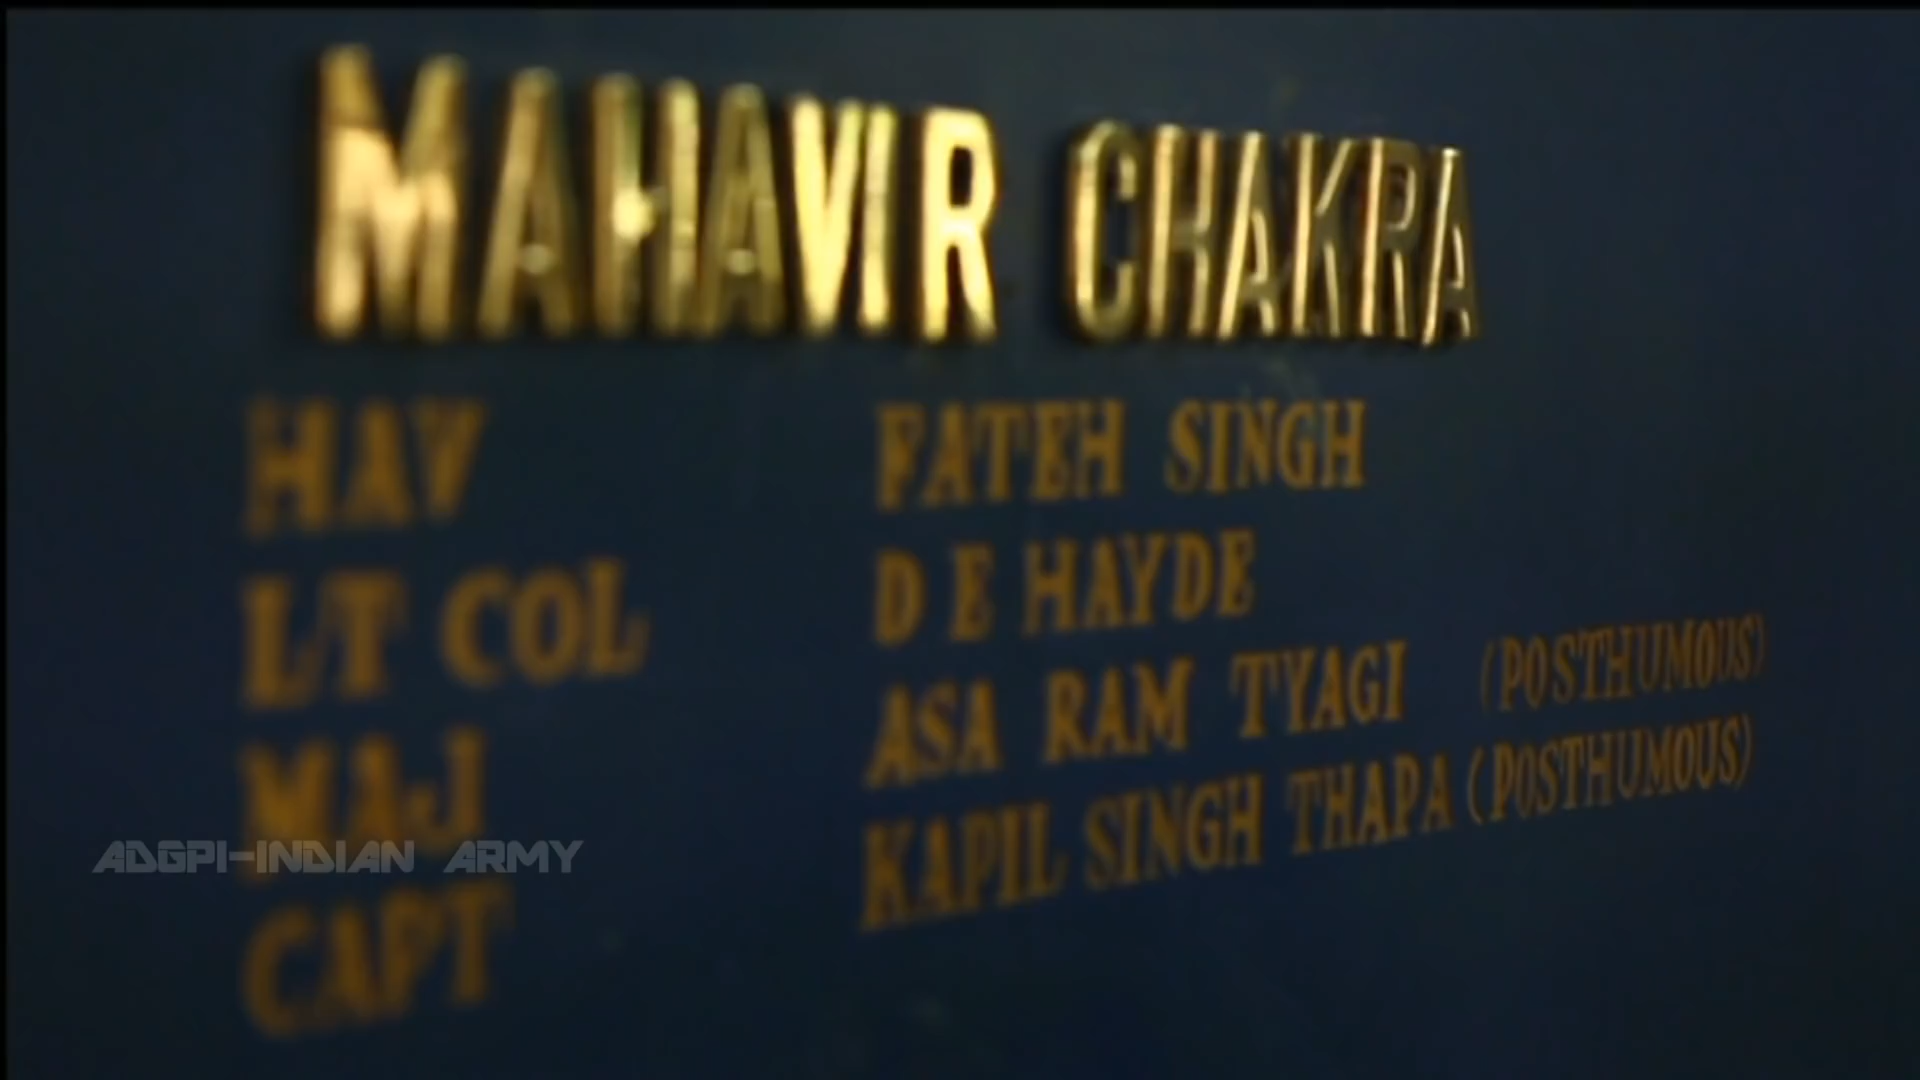 MAHAVIR CHAKRA
HAV FATEH SINGH
LT COL D E HAYDE
MAJ ASA RAM TYAGI (POSTHUMOUS)
CAPT KAPIL SINGH THAPA (POSTHUMOUS)
ADGPI-INDIAN ARMY